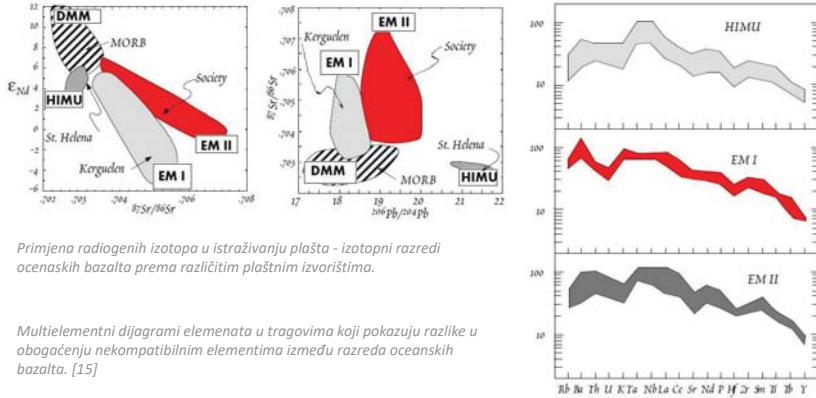 12
10
8
6
4
2
0
-2
-4
-6
εNd
DMM
MORB
HIMU
St. Helena
Kerguelen
Society
EM I
EM II
.702
.703
.704
.706
.708
87Sr/86Sr
.707
.706
.705
.704
.703
87Sr/86Sr
Kerguelen
EM I
EM II
Society
St. Helena
HIMU
DMM
MORB
17
18
19
20
21
22
206Pb/204Pb
100
10
HIMU
100
10
EM I
100
10
EM II
Rb Ba Th U K Ta Nb La Ce Sr Nd P Hf Zr Sm Ti Tb Y
Primjena radiogenih izotopa u istraživanju plašta - izotopni razredi
ocenaskih bazalta prema različitim plaštnim izvorištima.
Multielementni dijagrami elemenata u tragovima koji pokazuju razlike u
obogaćenju nekompatibilnim elementima između razreda oceanskih
bazalta. [15]